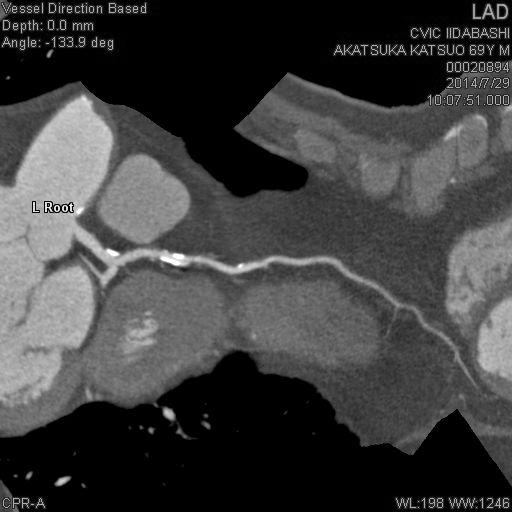 Vessel Direction Based
Depth: 0.0 mm
Angle: -133.9 deg
LAD
CVIC IIDABASHI
AKATSUKA KATSUO 69Y M
00020894
2014/7/29
10:07:51.000
L Root
CPR-A
WL:198 WW:1246